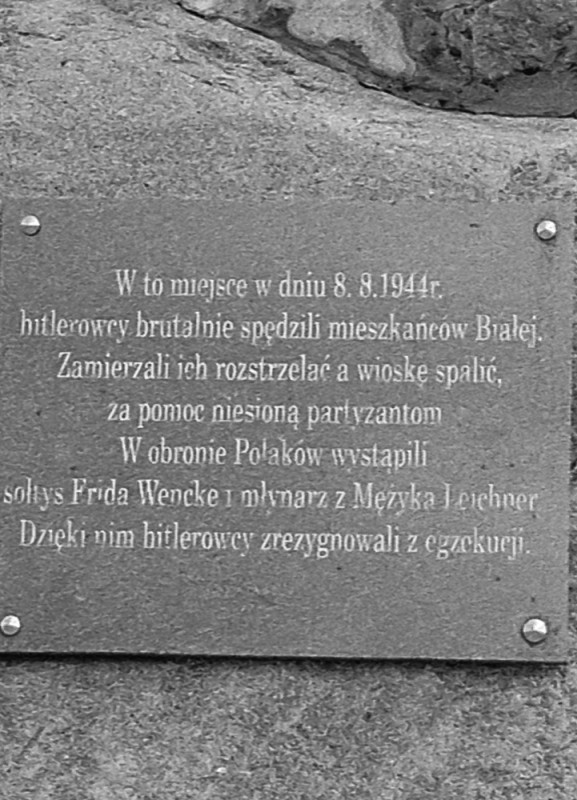 W to miejsce w dniu 8. 8.1944r.
hitlerowcy brutalnie spędzili mieszkańców Białej.
Zamierzali ich rozstrzelać a wioskę spalić,
za pomoc niesioną partyzantom
W obronie Polaków wystąpili
sołtys Frida Wencke i młynarz z Mężyka Leichner
Dzięki nim hitlerowcy zrezygnowali z egzekucji.